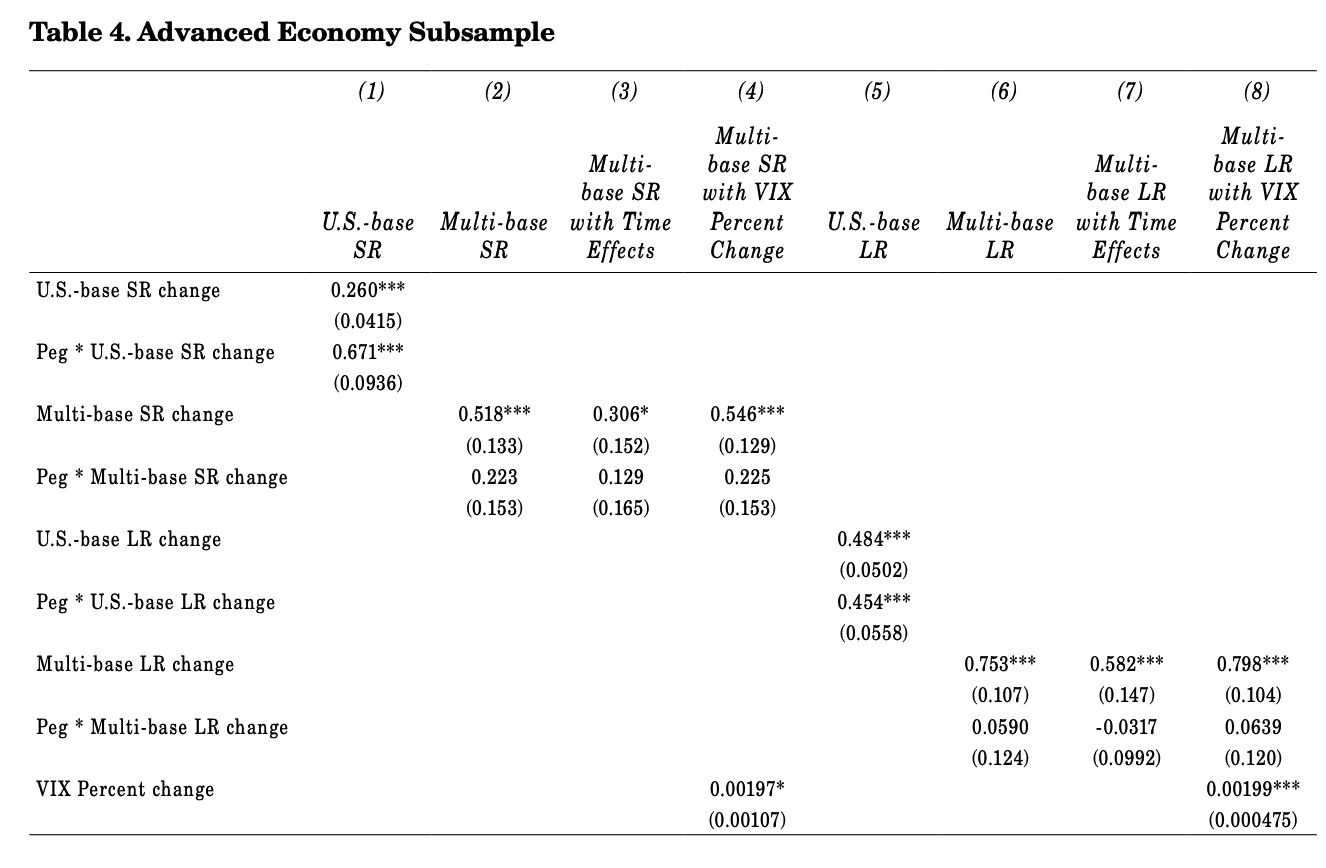 Table 4. Advanced Economy Subsample
(1) (2) (3) (4) (5) (6) (7) (8)
Multi- Multi-
Multi- base SR Multi- base LR
base SR with VIX base LR with VIX
U.S.-base Multi-base with Time Percent U.S.-base Multi-base with Time Percent
SR SR Effects Change LR LR Effects Change
U.S.-base SR change 0.260***
(0.0415)
Peg * U.S.-base SR change 0.671***
(0.0936)
Multi-base SR change 0.518*** 0.306* 0.546***
(0.133) (0.152) (0.129)
Peg * Multi-base SR change 0.223 0.129 0.225
(0.153) (0.165) (0.153)
U.S.-base LR change 0.484***
(0.0502)
Peg * U.S.-base LR change 0.454***
(0.0558)
Multi-base LR change 0.753*** 0.582*** 0.798***
(0.107) (0.147) (0.104)
Peg * Multi-base LR change 0.0590 -0.0317 0.0639
(0.124) (0.0992) (0.120)
VIX Percent change 0.00197* 0.00199***
(0.00107) (0.000475)